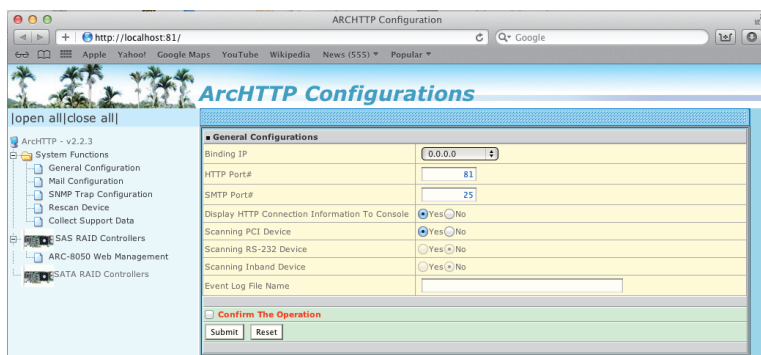 ARCHTTP Configuration
http://localhost:81/
Google
Apple Yahoo! Google Maps YouTube Wikipedia News (555) Popular
ArcHTTP Configurations
|open all|close all|
ArcHTTP - v2.2.3
System Functions
General Configuration
Mail Configuration
SNMP Trap Configuration
Rescan Device
Collect Support Data
SAS RAID Controllers
ARC-8050 Web Management
SATA RAID Controllers
General Configurations
Binding IP 0.0.0.0
HTTP Port# 81
SMTP Port# 25
Display HTTP Connection Information To Console Yes No
Scanning PCI Device Yes No
Scanning RS-232 Device Yes No
Scanning Inband Device Yes No
Event Log File Name
Confirm The Operation
Submit Reset